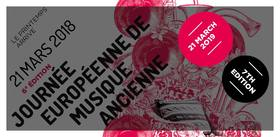 LE PRINTEMPS
ARRIVE
21 MARS 2018
6e ÉDITION
JOURNÉE
EUROPÉENNE DE
MUSIQUE
ANCIENNE
21 MARCH
2019
7TH
EDITION